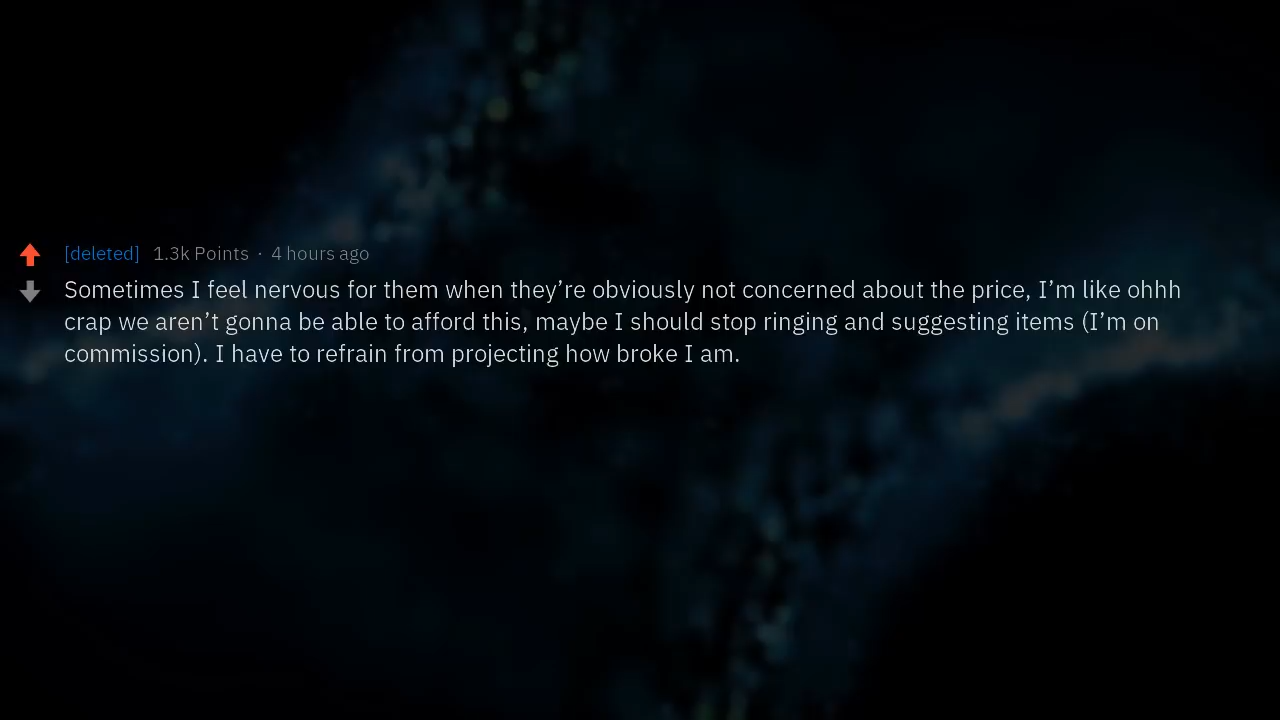 [deleted] 1.3k Points · 4 hours ago
Sometimes I feel nervous for them when they’re obviously not concerned about the price, I’m like ohhh
crap we aren’t gonna be able to afford this, maybe I should stop ringing and suggesting items (I’m on
commission). I have to refrain from projecting how broke I am.